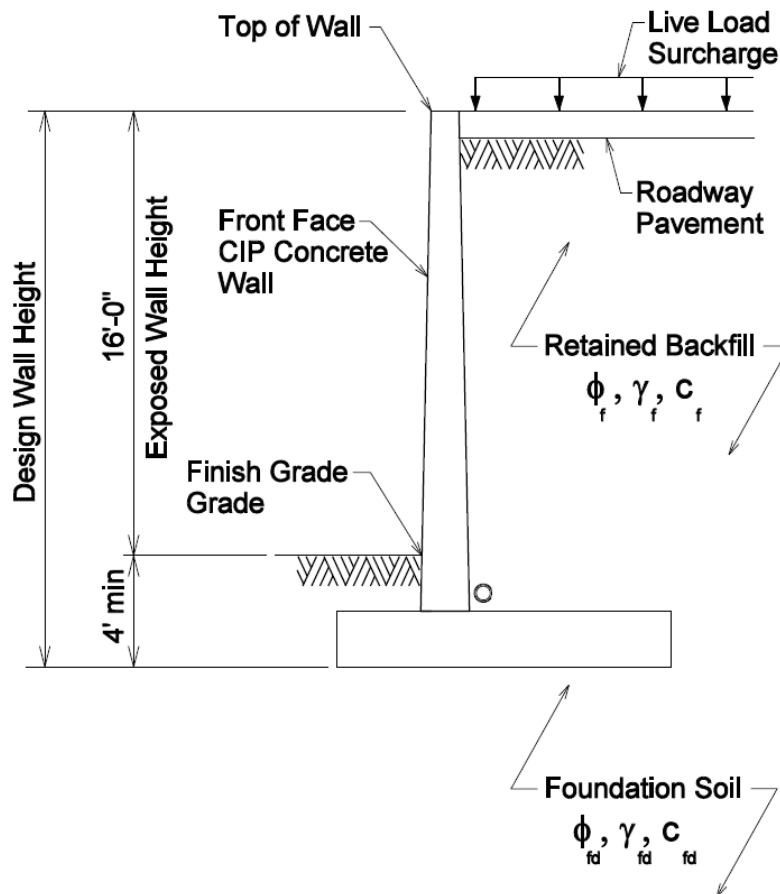 Top of Wall
Live Load
Surcharge
Roadway
Pavement
Front Face
CIP Concrete
Wall
Design Wall Height
16'-0"
Exposed Wall Height
Retained Backfill
ϕf , γf , cf
Finish Grade
Grade
4' min
Foundation Soil
ϕfd , γfd , cfd